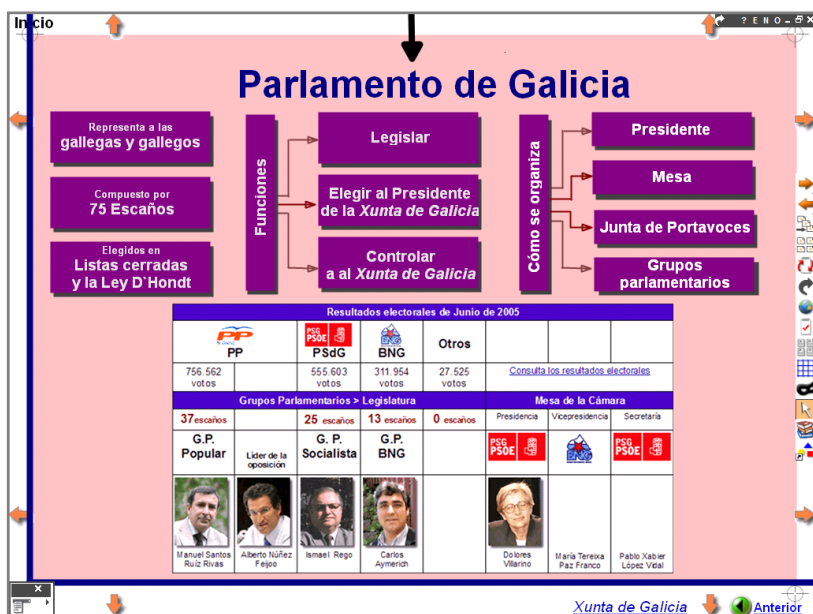 Inicio
? E N O
Parlamento de Galicia
Representa a las
gallegas y gallegos
Compuesto por
75 Escaños
Elegidos en
Listas cerradas
y la Ley D`Hondt
Funciones
Legislar
Elegir al Presidente
de la Xunta de Galicia
Controlar
a al Xunta de Galicia
Cómo se organiza
Presidente
Mesa
Junta de Portavoces
Grupos
parlamentarios
Resultados electorales de Junio de 2005
PP
PSG PSOE
BNG
PP
PSdG
BNG
Otros
756.562
votos
555.603
votos
311.954
votos
27.525
votos
Consulta los resultados electorales
Grupos Parlamentarios > Legislatura
Mesa de la Cámara
37 escaños
25 escaños
13 escaños
0 escaños
Presidencia
Vicepresidencia
Secretaría
G.P.
Popular
Lider de la
oposición
G. P.
Socialista
G.P.
BNG
PSG
PSOE
BNG
PSG
PSOE
Manuel Santos
Ruíz Rivas
Alberto Núñez
Feijoo
Ismael Rego
Carlos
Aymerich
Dolores
Villarino
María Tereixa
Paz Franco
Pablo Xabier
López Vidal
Xunta de Galicia
Anterior